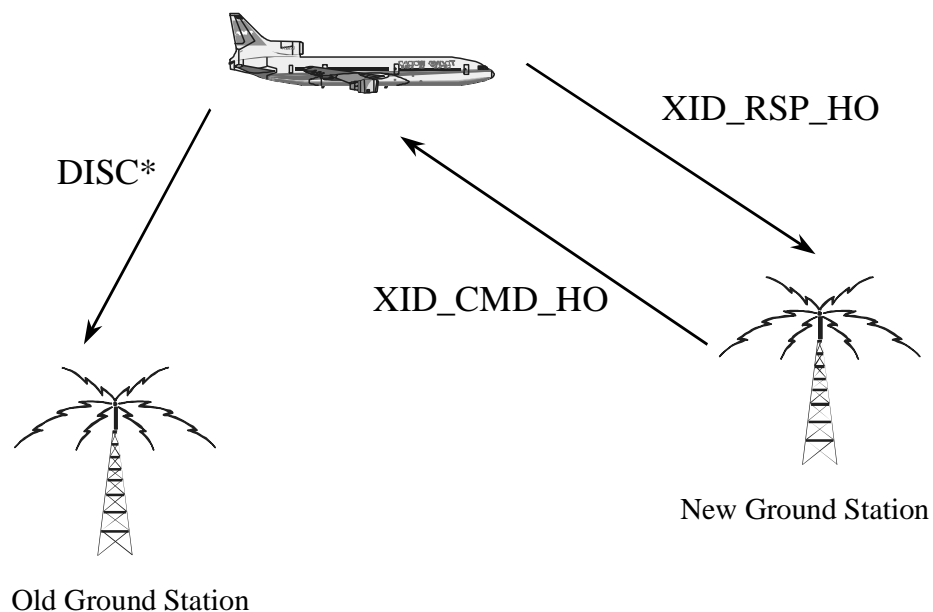 XID_RSP_HO
DISC*
XID_CMD_HO
New Ground Station
Old Ground Station